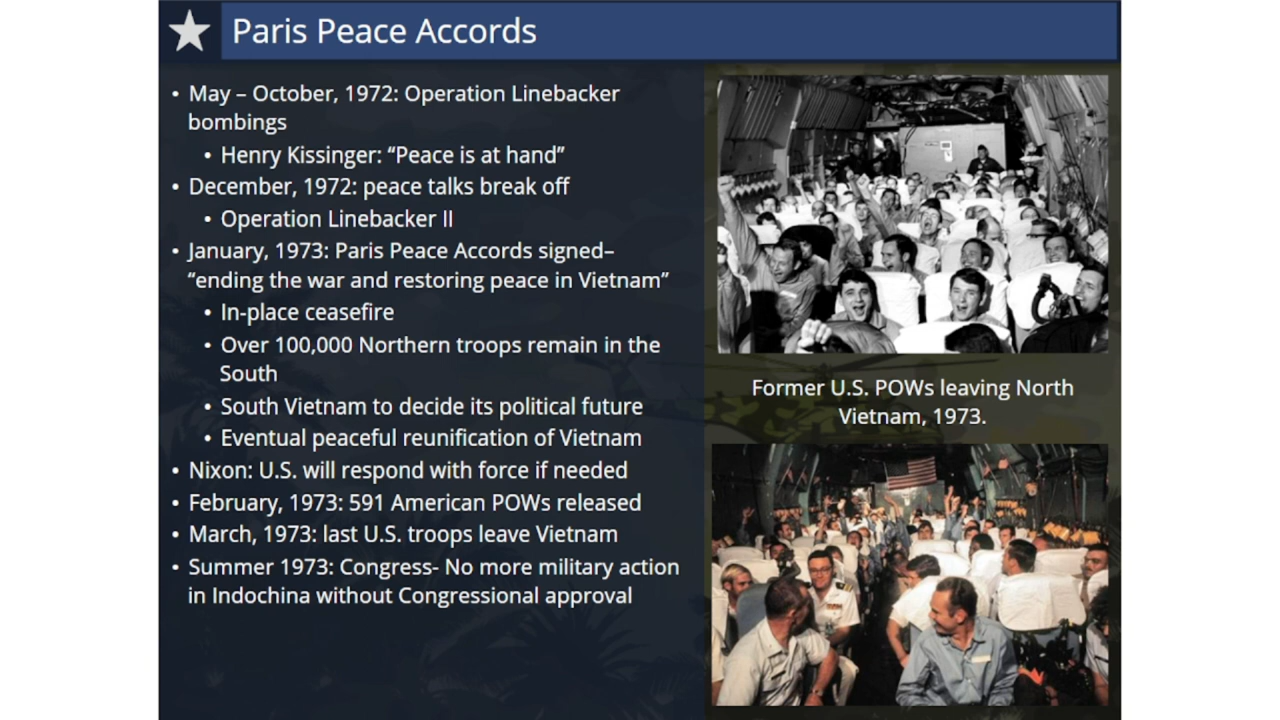 Paris Peace Accords
• May – October, 1972: Operation Linebacker
bombings
• Henry Kissinger: “Peace is at hand”
• December, 1972: peace talks break off
• Operation Linebacker II
• January, 1973: Paris Peace Accords signed–
“ending the war and restoring peace in Vietnam”
• In-place ceasefire
• Over 100,000 Northern troops remain in the
South
• South Vietnam to decide its political future
• Eventual peaceful reunification of Vietnam
• Nixon: U.S. will respond with force if needed
• February, 1973: 591 American POWs released
• March, 1973: last U.S. troops leave Vietnam
• Summer 1973: Congress- No more military action
in Indochina without Congressional approval
Former U.S. POWs leaving North
Vietnam, 1973.